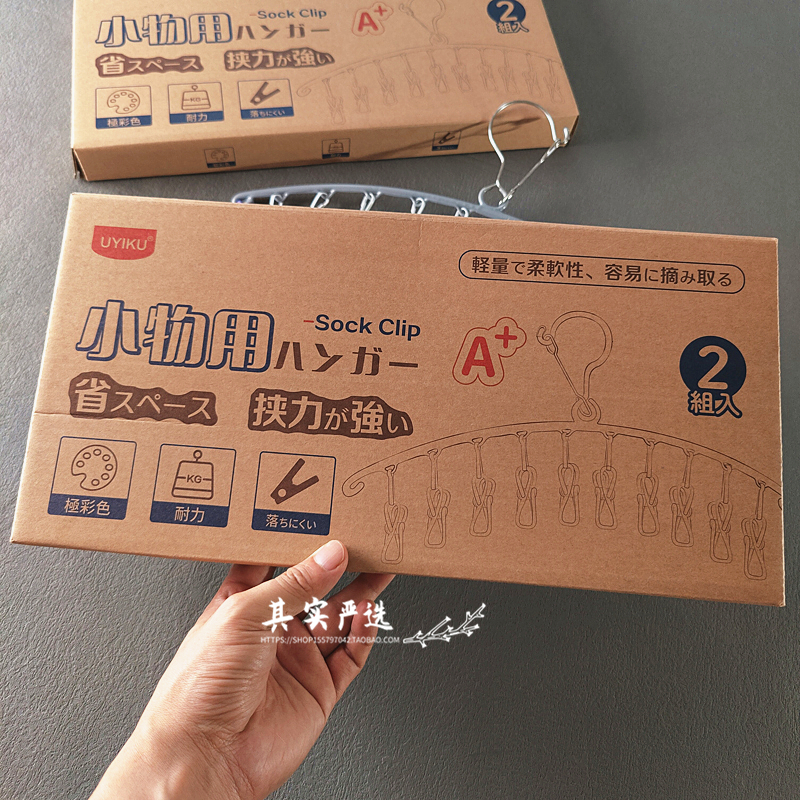 小物用ハンガー
-Sock Clip
A+
2
組入
省スペース 挟力が強い
極彩色
KG
耐力
落ちにくい
UYIKU®
軽量で柔軟性、容易に摘み取る
小物用ハンガー
-Sock Clip
A+
2
組入
省スペース 挟力が強い
極彩色
KG
耐力
落ちにくい
其实严选
HTTPS://SHOP155797042.TAOBAO.COM